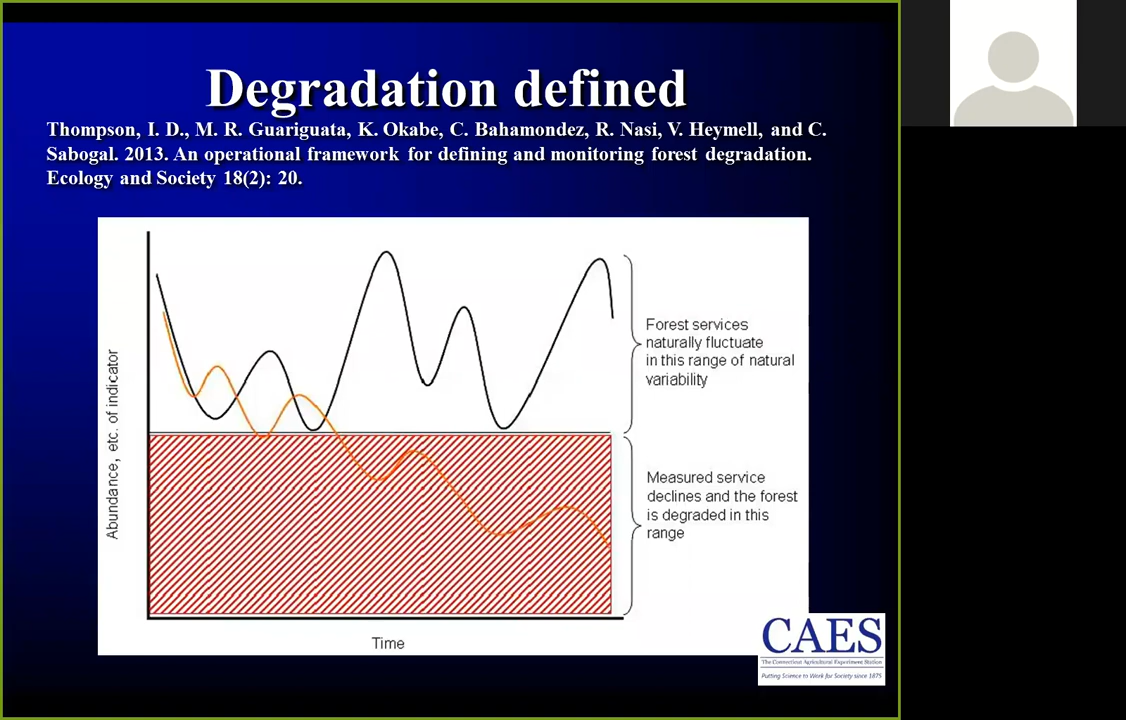 Degradation defined
Thompson, I. D., M. R. Guariguata, K. Okabe, C. Bahamondez, R. Nasi, V. Heymell, and C.
Sabogal. 2013. An operational framework for defining and monitoring forest degradation.
Ecology and Society 18(2): 20.
Abundance, etc. of indicator
Forest services
naturally fluctuate
in this range of natural
variability
Measured service
declines and the forest
is degraded in this
range
Time
CAES
The Connecticut Agricultural Experiment Station
Putting Science to Work for Society since 1875